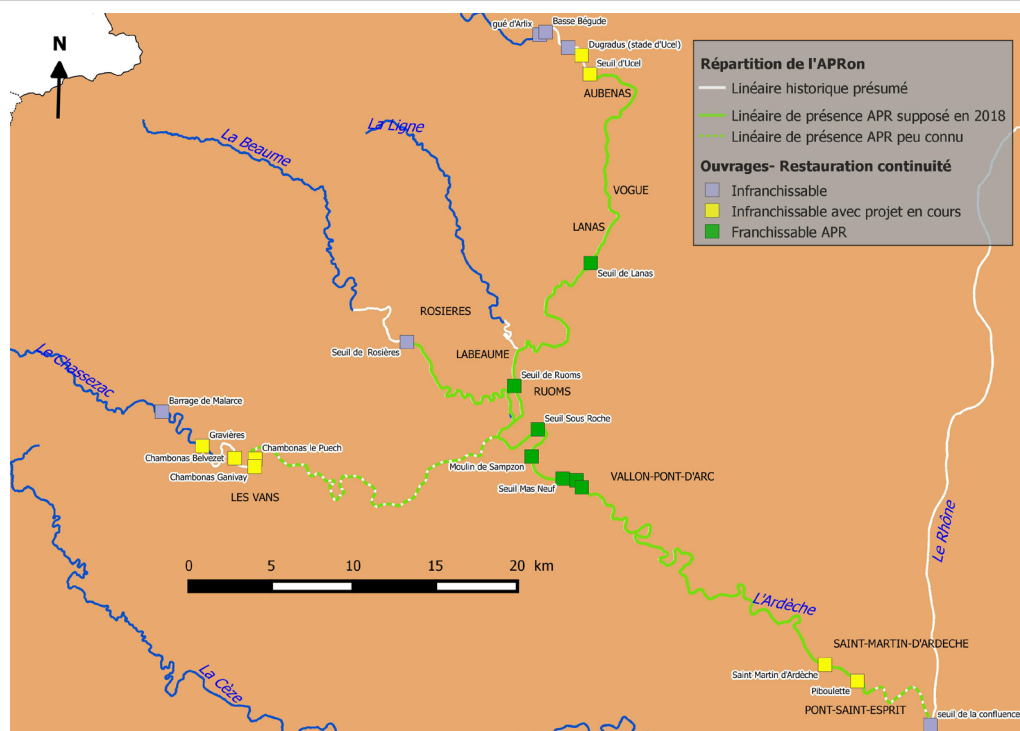 N
gué d'Arlix
Basse Bégude
Dugradus (stade d'Ucel)
Seuil d'Ucel
AUBENAS
Répartition de l'APRon
Linéaire historique présumé
Linéaire de présence APR supposé en 2018
Linéaire de présence APR peu connu
Ouvrages- Restauration continuité
Infranchissable
Infranchissable avec projet en cours
Franchissable APR
La Beaume
La Ligne
VOGUE
LANAS
Seuil de Lanas
ROSIERES
Seuil de Rosières
LABEAUME
Seuil de Ruoms
RUOMS
Le Chassezac
Barrage de Malarce
Seuil Sous Roche
Gravières
Chambonas le Puech
Chambonas Belvezet
Chambonas Ganivay
LES VANS
Moulin de Sampzon
Seuil Mas Neuf
VALLON-PONT-D'ARC
Le Rhône
0 5 10 15 20 km
L'Ardèche
SAINT-MARTIN-D'ARDECHE
Saint Martin d'Ardèche
Piboulette
PONT-SAINT-ESPRIT
seuil de la confluence
La Cèze